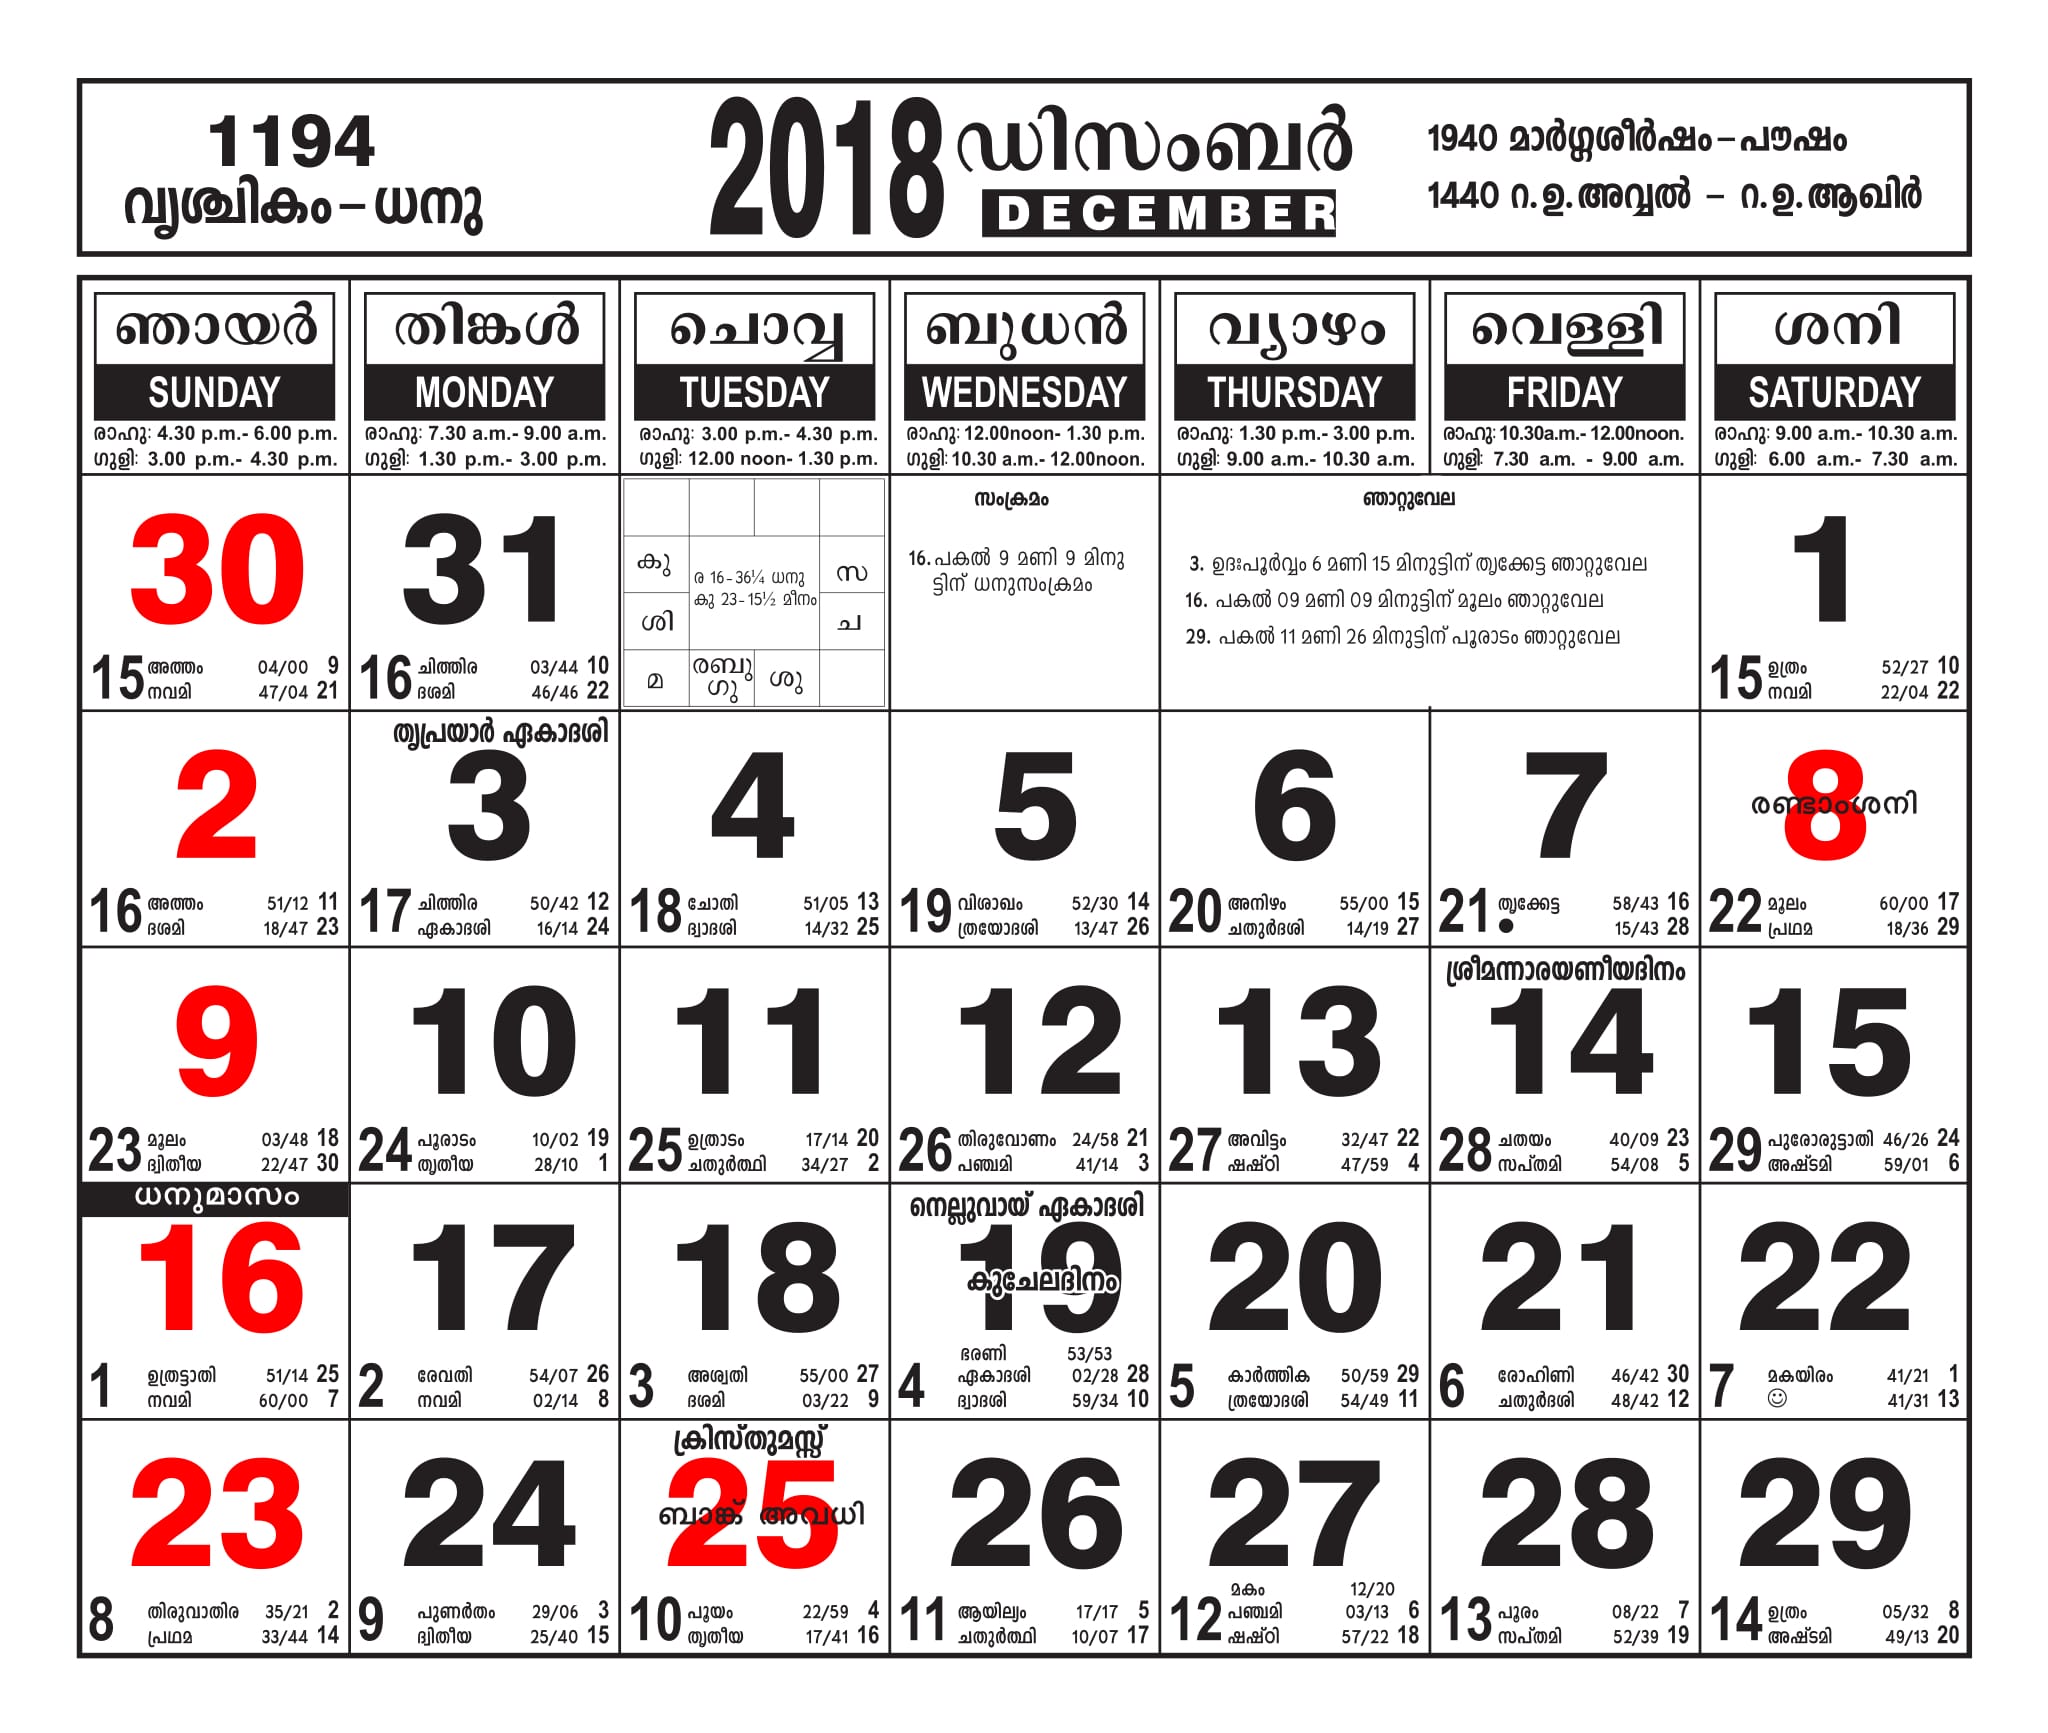 1194
വൃശ്ചികം – ധനു
2018 ഡിസംബർ
DECEMBER
1940 മാർഗ്ഗശീർഷം – പൗഷം
1440 റ.ഉ.അവ്വൽ – റ.ഉ.ആഖിർ
ഞായർ തിങ്കൾ ചൊവ്വ ബുധൻ വ്യാഴം വെള്ളി ശനി
SUNDAY MONDAY TUESDAY WEDNESDAY THURSDAY FRIDAY SATURDAY
രാഹു: 4.30 p.m.- 6.00 p.m. രാഹു: 7.30 a.m.- 9.00 a.m. രാഹു: 3.00 p.m.- 4.30 p.m. രാഹു: 12.00noon- 1.30 p.m. രാഹു: 1.30 p.m.- 3.00 p.m. രാഹു: 10.30a.m.- 12.00noon. രാഹു: 9.00 a.m.- 10.30 a.m.
ഗുളി: 3.00 p.m.- 4.30 p.m. ഗുളി: 1.30 p.m.- 3.00 p.m. ഗുളി: 12.00 noon- 1.30 p.m. ഗുളി: 10.30 a.m.- 12.00noon. ഗുളി: 9.00 a.m.- 10.30 a.m. ഗുളി: 7.30 a.m. - 9.00 a.m. ഗുളി: 6.00 a.m.- 7.30 a.m.
30
15 അത്തം 04/00 9
നവമി 47/04 21
31
16 ചിത്തിര 03/44 10
ദശമി 46/46 22
കു
ര 16-36¼ ധനു
കു 23-15½ മീനം
സ
ശി
ച
മ
രബു
ഗു
ശു
സംക്രമം
16. പകൽ 9 മണി 9 മിനു
ട്ടിന് ധനുസംക്രമം
ഞാറ്റുവേല
3. ഉദഃപൂർവ്വം 6 മണി 15 മിനുട്ടിന് തൃക്കേട്ട ഞാറ്റുവേല
16. പകൽ 09 മണി 09 മിനുട്ടിന് മൂലം ഞാറ്റുവേല
29. പകൽ 11 മണി 26 മിനുട്ടിന് പൂരാടം ഞാറ്റുവേല
1
15 ഉത്രം 52/27 10
നവമി 22/04 22
2
16 അത്തം 51/12 11
ദശമി 18/47 23
തൃപ്രയാർ ഏകാദശി
3
17 ചിത്തിര 50/42 12
ഏകാദശി 16/14 24
4
18 ചോതി 51/05 13
ദ്വാദശി 14/32 25
5
19 വിശാഖം 52/30 14
ത്രയോദശി 13/47 26
6
20 അനിഴം 55/00 15
ചതുർദശി 14/19 27
7
21 തൃക്കേട്ട 58/43 16
● 15/43 28
8
രണ്ടാംശനി
22 മൂലം 60/00 17
പ്രഥമ 18/36 29
9
23 മൂലം 03/48 18
ദ്വിതീയ 22/47 30
10
24 പൂരാടം 10/02 19
തൃതീയ 28/10 1
11
25 ഉത്രാടം 17/14 20
ചതുർത്ഥി 34/27 2
12
26 തിരുവോണം 24/58 21
പഞ്ചമി 41/14 3
13
27 അവിട്ടം 32/47 22
ഷഷ്ഠി 47/59 4
ശ്രീമന്നാരായണീയദിനം
14
28 ചതയം 40/09 23
സപ്തമി 54/08 5
15
29 പുരോരുട്ടാതി 46/26 24
അഷ്ടമി 59/01 6
ധനുമാസം
16
1 ഉത്രട്ടാതി 51/14 25
നവമി 60/00 7
17
2 രേവതി 54/07 26
നവമി 02/14 8
18
3 അശ്വതി 55/00 27
ദശമി 03/22 9
നെല്ലുവായ് ഏകാദശി
19
കുചേലദിനം
ഭരണി 53/53
4 ഏകാദശി 02/28 28
ദ്വാദശി 59/34 10
20
5 കാർത്തിക 50/59 29
ത്രയോദശി 54/49 11
21
6 രോഹിണി 46/42 30
ചതുർദശി 48/42 12
22
7 മകയിരം 41/21 1
☺ 41/31 13
23
8 തിരുവാതിര 35/21 2
പ്രഥമ 33/44 14
24
9 പുണർതം 29/06 3
ദ്വിതീയ 25/40 15
ക്രിസ്തുമസ്സ്
25
ബാങ്ക് അവധി
10 പൂയം 22/59 4
തൃതീയ 17/41 16
26
11 ആയില്യം 17/17 5
ചതുർത്ഥി 10/07 17
27
മകം 12/20
12 പഞ്ചമി 03/13 6
ഷഷ്ഠി 57/22 18
28
13 പൂരം 08/22 7
സപ്തമി 52/39 19
29
14 ഉത്രം 05/32 8
അഷ്ടമി 49/13 20